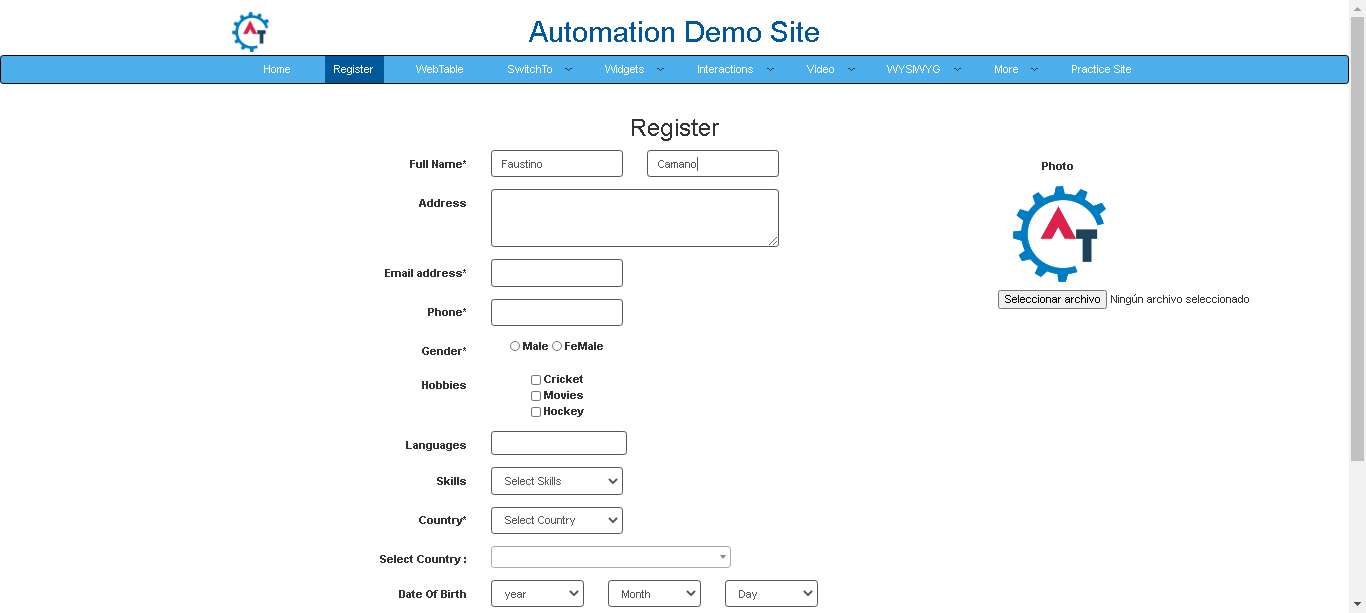 Automation Demo Site
Home Register WebTable SwitchTo Widgets Interactions Video WYSIWYG More Practice Site
Register
Full Name* Faustino Camano
Photo
Address
AT
Email address*
Seleccionar archivo Ningún archivo seleccionado
Phone*
Gender* Male FeMale
Hobbies Cricket
Movies
Hockey
Languages
Skills Select Skills
Country* Select Country
Select Country :
Date Of Birth year Month Day